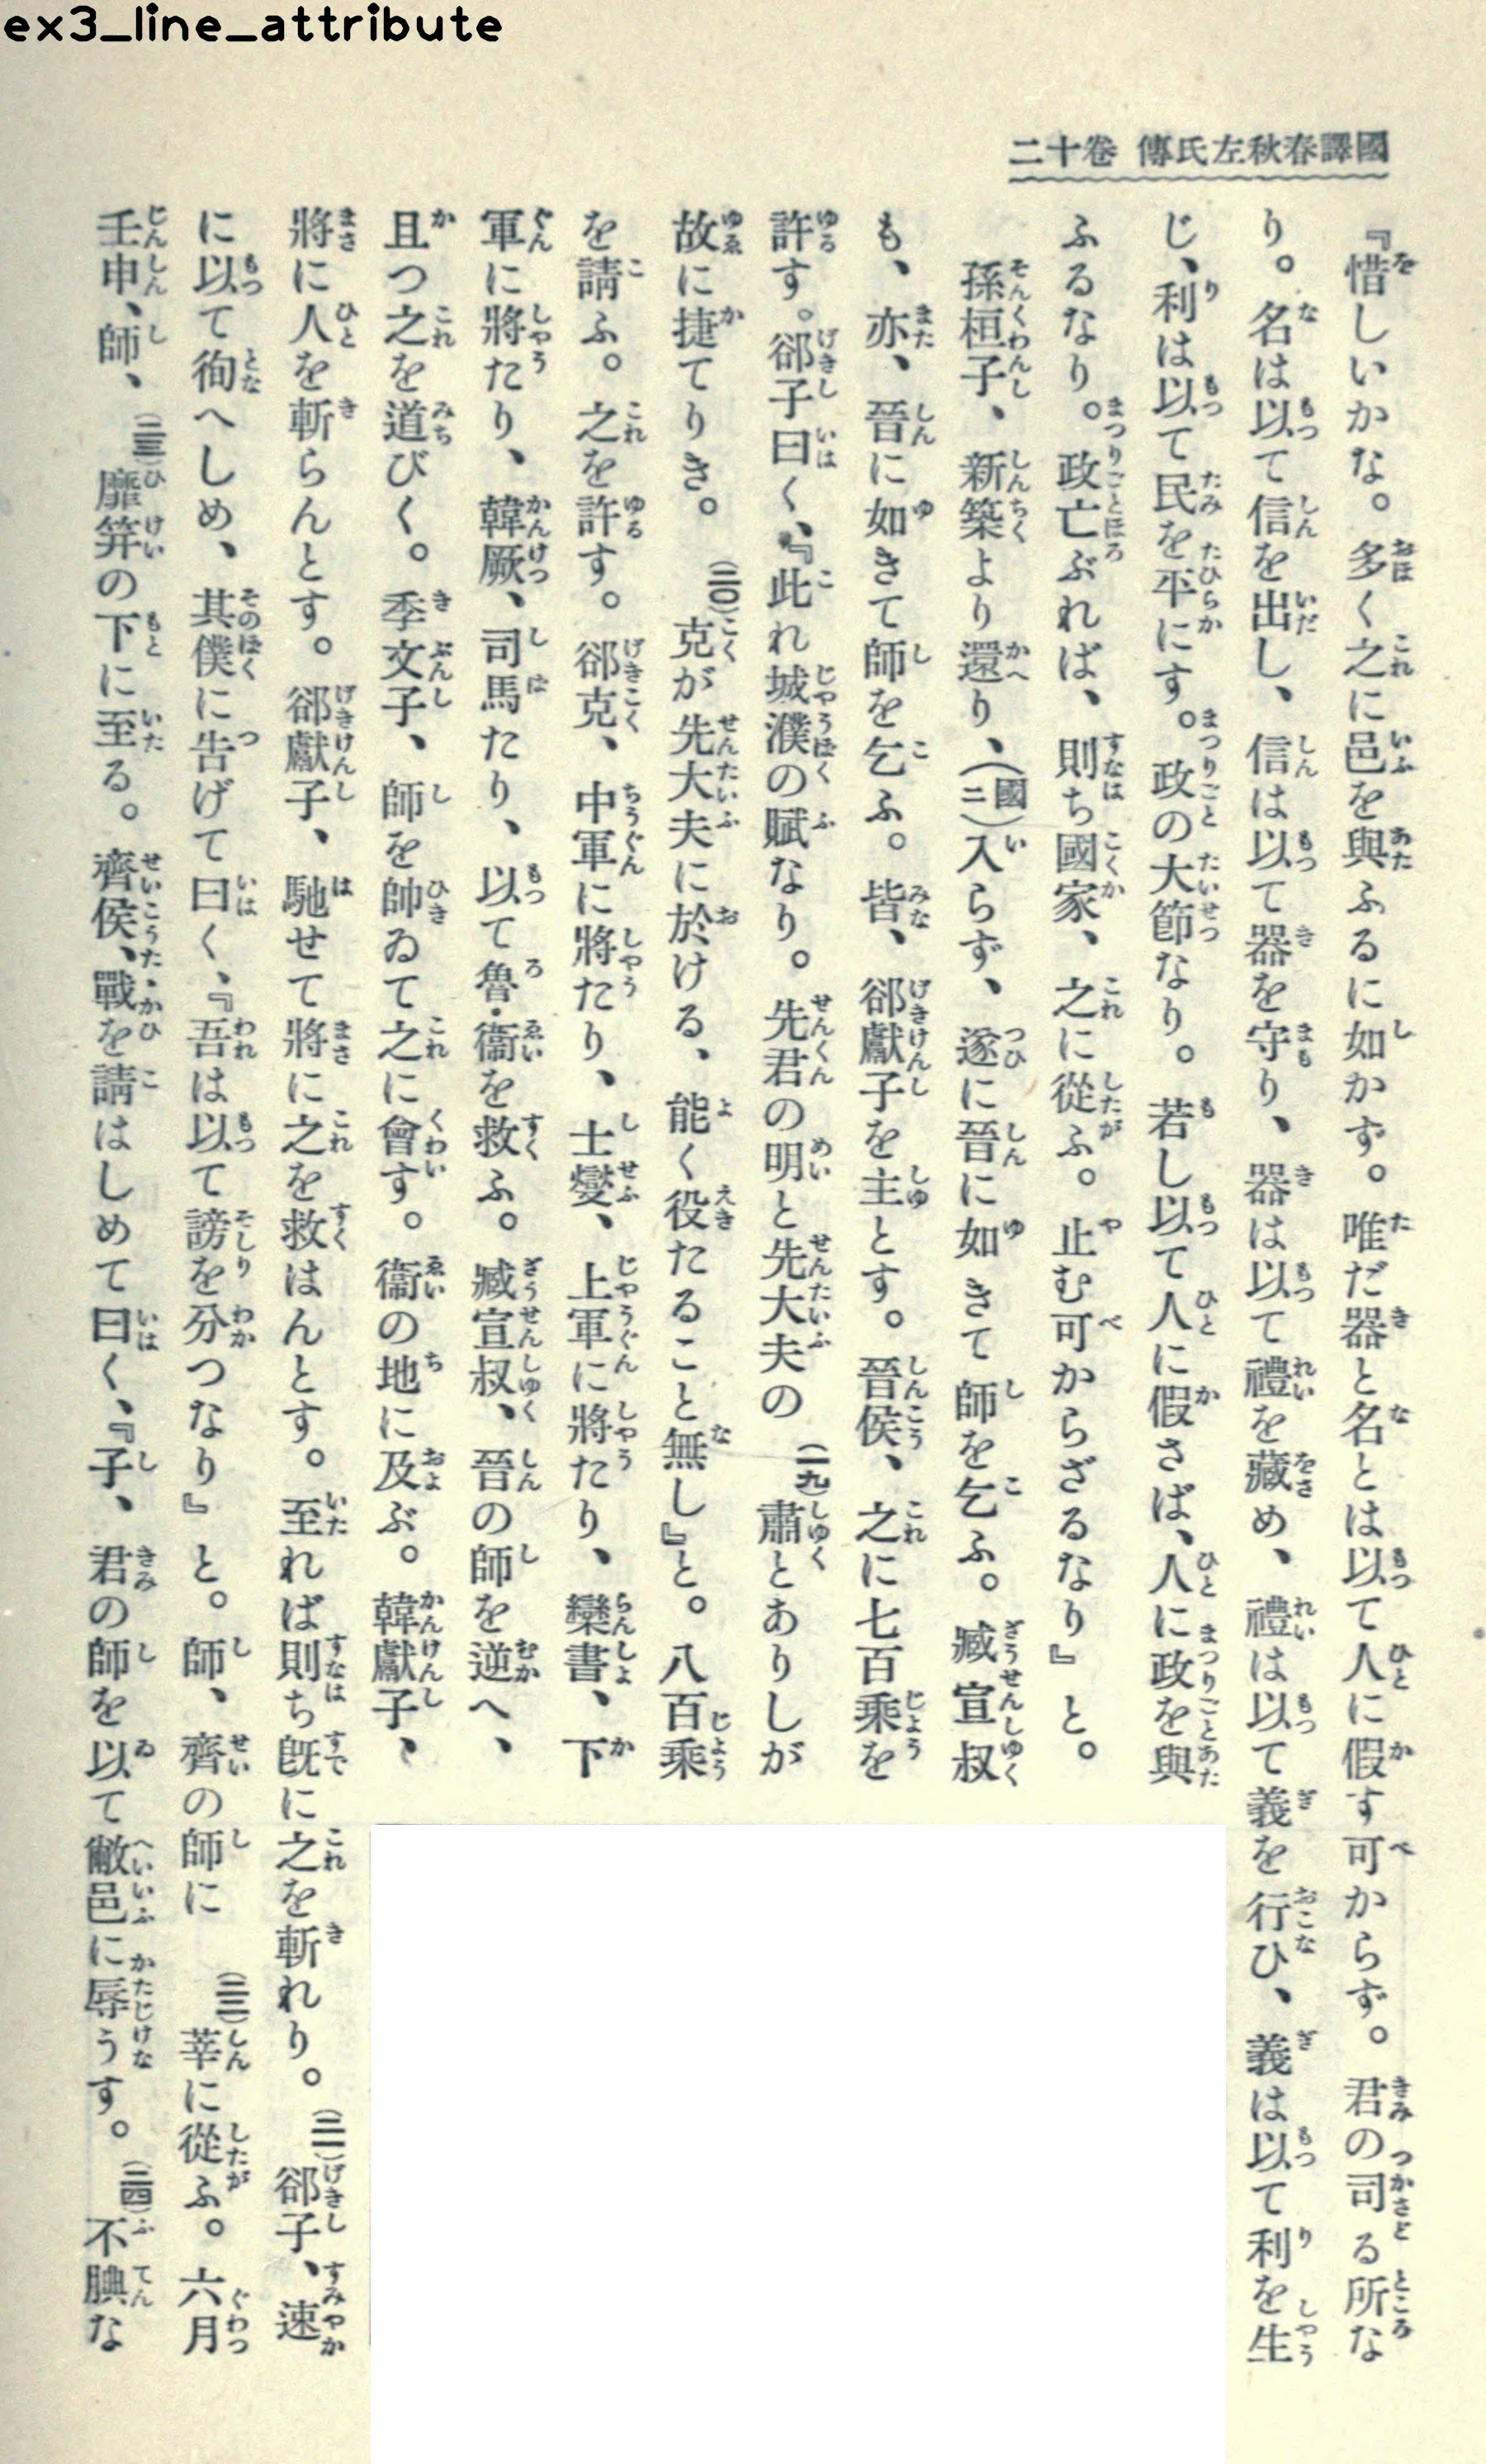 ex3_line_attribute
國譯春秋左氏傳 卷十二
『惜しいかな。多く之に邑を與ふるに如かず。唯だ器と名とは以て人に假す可からず。君の司る所な
り。名は以て信を出し、信は以て器を守り、器は以て禮を藏め、禮は以て義を行ひ、義は以て利を生
じ、利は以て民を平にす。政の大節なり。若し以て人に假さば、人に政を與
ふるなり。政亡ぶれば、則ち國家、之に從ふ。止む可からざるなり』と。
孫桓子、新築より還り、(國ニ)入らず、遂に晉に如きて師を乞ふ。臧宣叔
も、亦、晉に如きて師を乞ふ。皆、郤獻子を主とす。晉侯、之に七百乘を
許す。郤子曰く、『此れ城濮の賦なり。先君の明と先大夫の(一九)肅とありしが
故に捷てりき。(二〇)克が先大夫に於ける、能く役たること無し』と。八百乘
を請ふ。之を許す。郤克、中軍に將たり、士燮、上軍に將たり、欒書、下
軍に將たり、韓厥、司馬たり、以て魯・衞を救ふ。臧宣叔、晉の師を逆へ、
且つ之を道びく。季文子、師を帥ゐて之に會す。衞の地に及ぶ。韓獻子、
將に人を斬らんとす。郤獻子、馳せて將に之を救はんとす。至れば則ち旣に之を斬れり。(二一)郤子、速
に以て徇へしめ、其僕に告げて曰く、『吾は以て謗を分つなり』と。師、齊の師に(二二)莘に從ふ。六月
壬申、師、(二三)靡筓の下に至る。齊侯、戰を請はしめて曰く、『子、君の師を以て敝邑に辱うす。(二四)不腆な